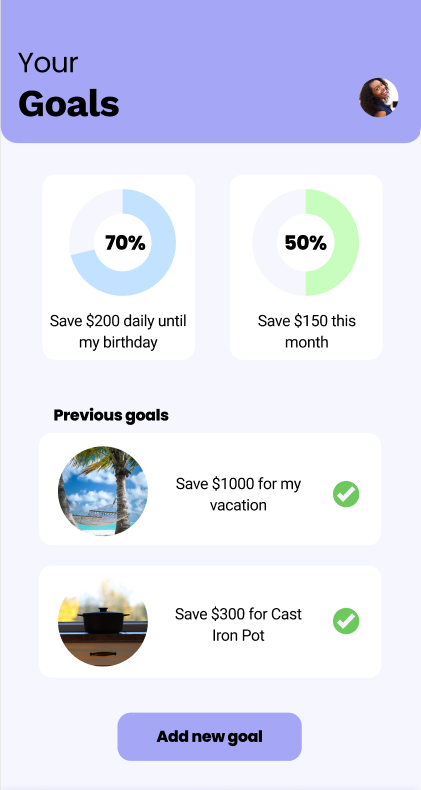 Your
Goals
70%
Save $200 daily until
my birthday
50%
Save $150 this
month
Previous goals
Save $1000 for my
vacation
Save $300 for Cast
Iron Pot
Add new goal